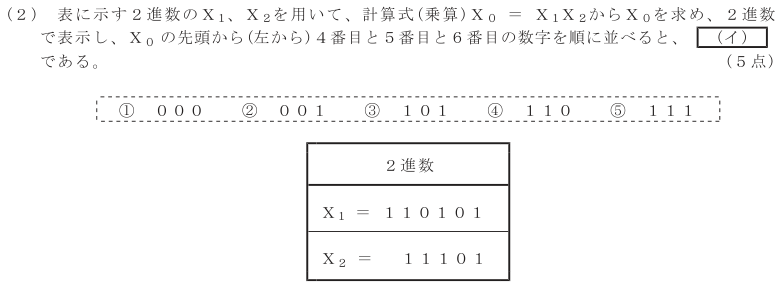 (2) 表に示す2進数のX₁、X₂を用いて、計算式(乗算)X₀ = X₁X₂からX₀を求め、2進数
で表示し、X₀の先頭から(左から)4番目と5番目と6番目の数字を順に並べると、 (イ)
である。 (5点)
① 000 ② 001 ③ 101 ④ 110 ⑤ 111
2進数
X₁ = 110101
X₂ = 11101